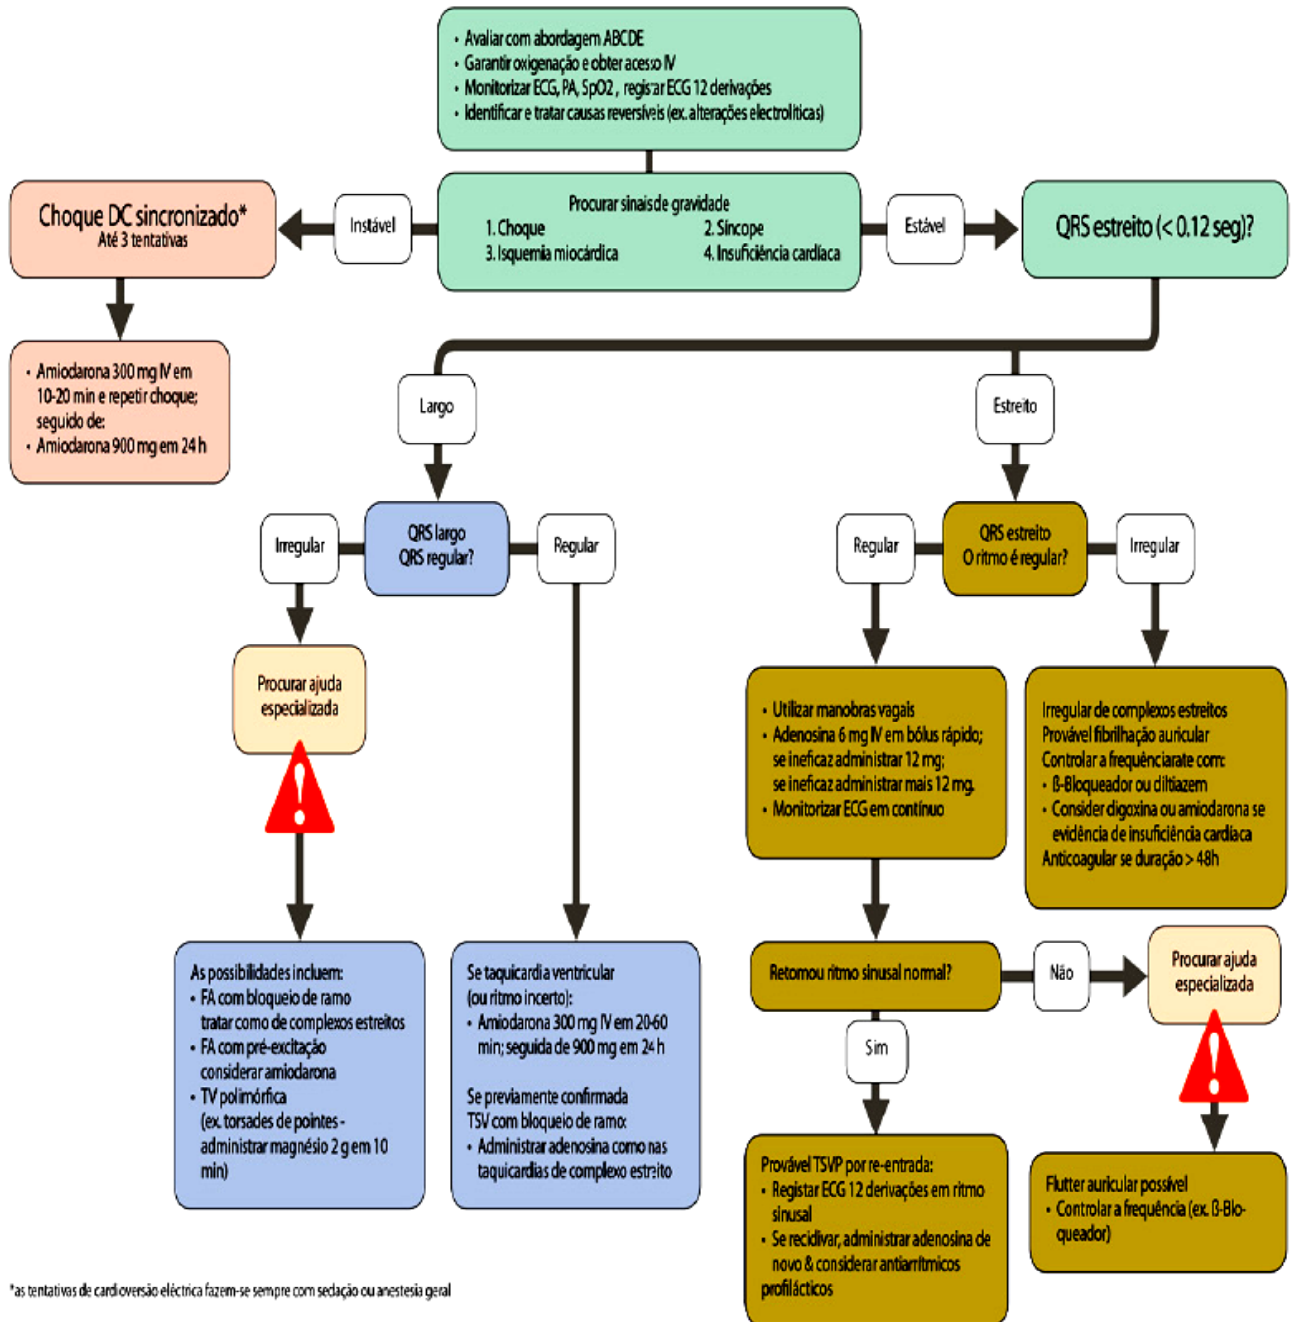 • Avaliar com abordagem ABCDE
• Garantir oxigenação e obter acesso IV
• Monitorizar ECG, PA, SpO2 , registar ECG 12 derivações
• Identificar e tratar causas reversíveis (ex. alterações electrolíticas)
Choque DC sincronizado*
Até 3 tentativas
Instável
Procurar sinais de gravidade
1. Choque 2. Síncope
3. Isquemia miocárdica 4. Insuficiência cardíaca
Estável
QRS estreito (< 0.12 seg)?
• Amiodarona 300 mg IV em
10-20 min e repetir choque;
seguido de:
• Amiodarona 900 mg em 24 h
Largo
Estreito
Irregular
QRS largo
QRS regular?
Regular
Regular
QRS estreito
O ritmo é regular?
Irregular
Procurar ajuda
especializada
!
• Utilizar manobras vagais
• Adenosina 6 mg IV em bólus rápido;
se ineficaz administrar 12 mg;
se ineficaz administrar mais 12 mg.
• Monitorizar ECG em contínuo
Irregular de complexos estreitos
Provável fibrilhação auricular
Controlar a frequênciarate com:
• ß-Bloqueador ou diltiazem
• Consider digoxina ou amiodarona se
evidência de insuficiência cardíaca
Anticoagular se duração > 48h
As possibilidades incluem:
• FA com bloqueio de ramo
tratar como de complexos estreitos
• FA com pré-excitação
considerar amiodarona
• TV polimórfica
(ex. torsades de pointes -
administrar magnésio 2 g em 10
min)
Se taquicardia ventricular
(ou ritmo incerto):
• Amiodarona 300 mg IV em 20-60
min; seguida de 900 mg em 24 h
Se previamente confirmada
TSV com bloqueio de ramo:
• Administrar adenosina como nas
taquicardias de complexo estreito
Retomou ritmo sinusal normal?
Não
Procurar ajuda
especializada
!
Sim
Provável TSVP por re-entrada:
• Registar ECG 12 derivações em ritmo
sinusal
• Se recidivar, administrar adenosina de
novo & considerar antiarrítmicos
profilácticos
Flutter auricular possível
• Controlar a frequência (ex. ß-Blo-
queador)
*as tentativas de cardioversão eléctrica fazem-se sempre com sedação ou anestesia geral